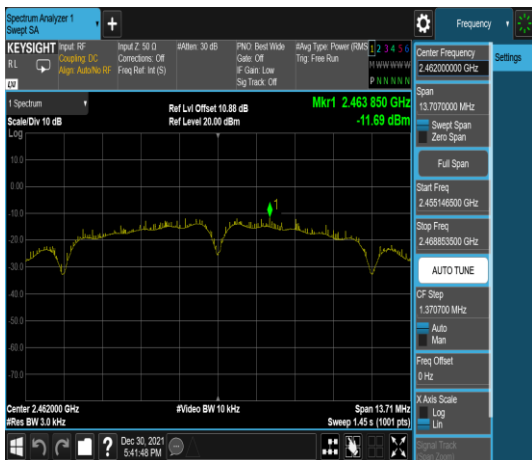 Spectrum Analyzer 1
Swept SA
+
Frequency
KEYSIGHT
RL
LXI
Input: RF
Coupling: DC
Align: Auto/No RF
Input Z: 50 Ω
Corrections: Off
Freq Ref: Int (S)
#Atten: 30 dB
PNO: Best Wide
Gate: Off
IF Gain: Low
Sig Track: Off
#Avg Type: Power (RMS
Trig: Free Run
1 2 3 4 5 6
M W W W W W
P N N N N N
Center Frequency
2.462000000 GHz
Settings
Span
13.7070000 MHz
Swept Span
Zero Span
Full Span
Start Freq
2.455146500 GHz
Stop Freq
2.468853500 GHz
AUTO TUNE
CF Step
1.370700 MHz
Auto
Man
Freq Offset
0 Hz
X Axis Scale
Log
Lin
Signal Track
(Span Zoom)
1 Spectrum
Scale/Div 10 dB
Ref Lvl Offset 10.88 dB
Ref Level 20.00 dBm
Mkr1 2.463 850 GHz
-11.69 dBm
Log
10.0
0.00
-10.0
-20.0
-30.0
-40.0
-50.0
-60.0
-70.0
1
Center 2.462000 GHz
#Res BW 3.0 kHz
#Video BW 10 kHz
Span 13.71 MHz
Sweep 1.45 s (1001 pts)
?
Dec 30, 2021
5:41:48 PM